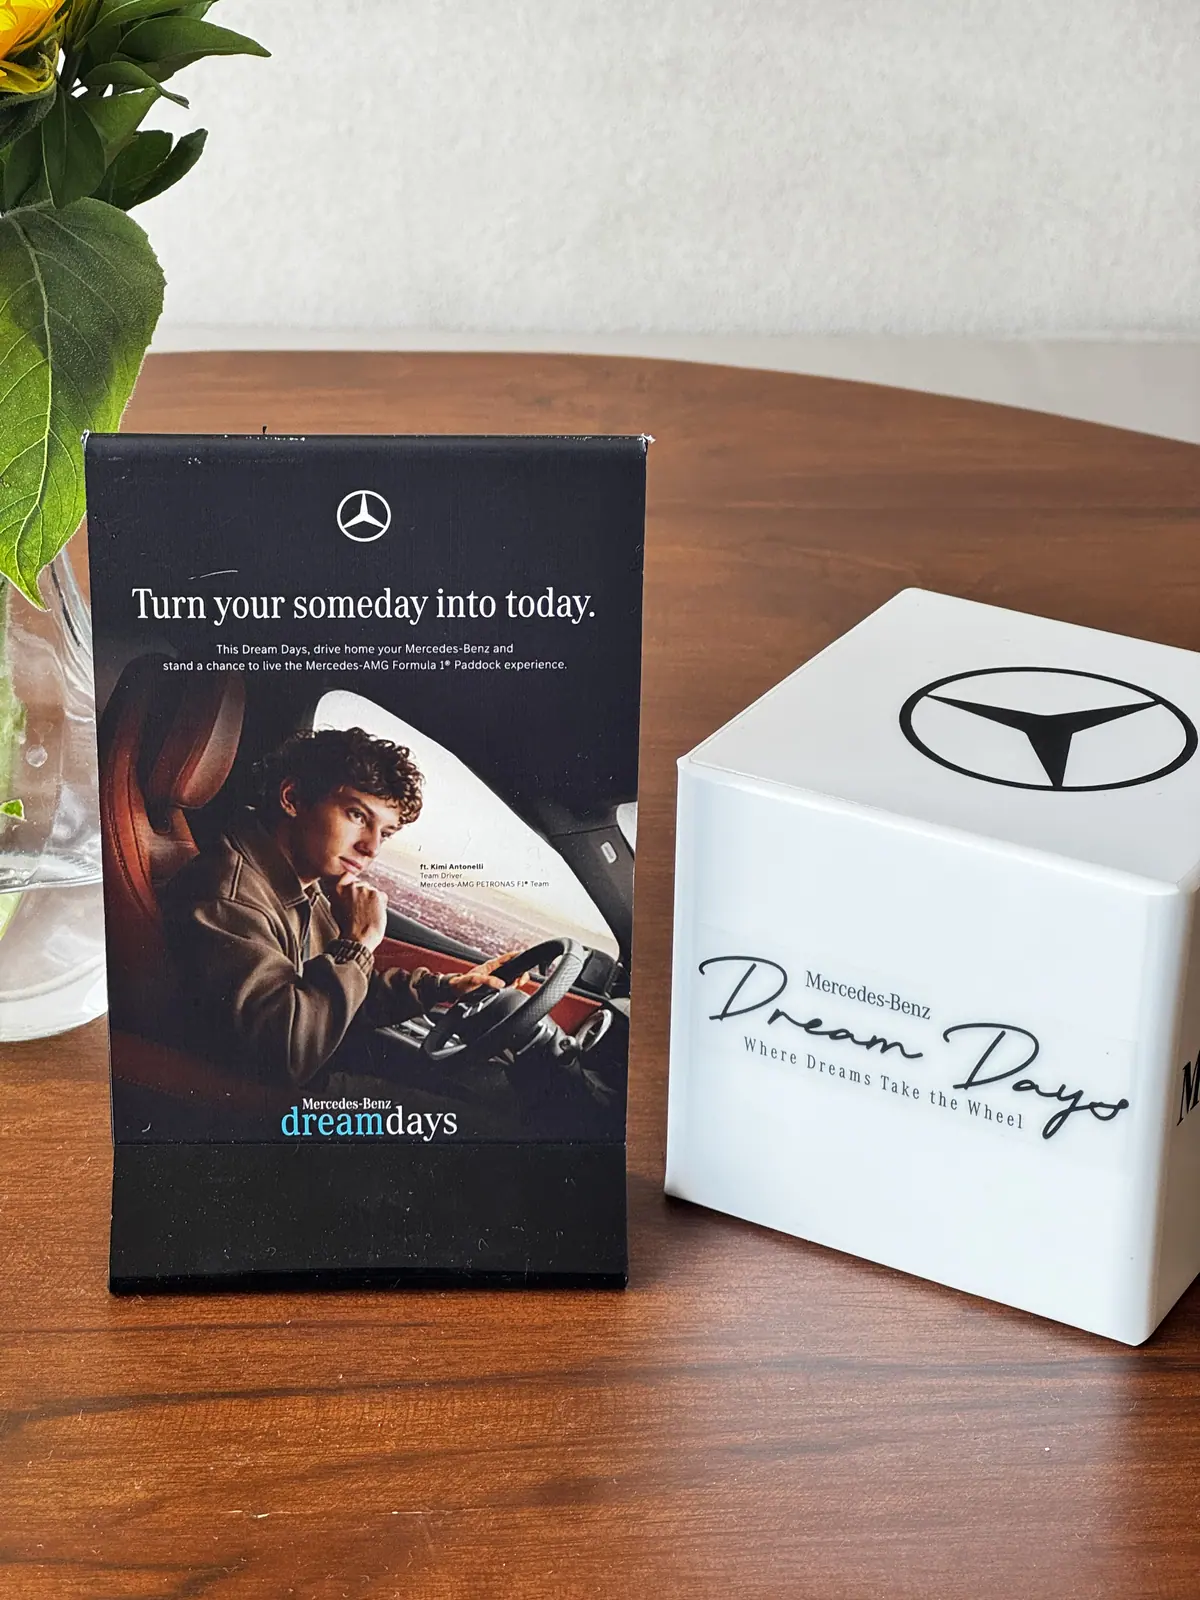 Turn your someday into today.
This Dream Days, drive home your Mercedes-Benz and
stand a chance to live the Mercedes-AMG Formula 1® Paddock experience.
ft. Kimi Antonelli
Team Driver
Mercedes-AMG PETRONAS F1® Team
Mercedes-Benz
dreamdays
Mercedes-Benz
Dream Days
Where Dreams Take the Wheel